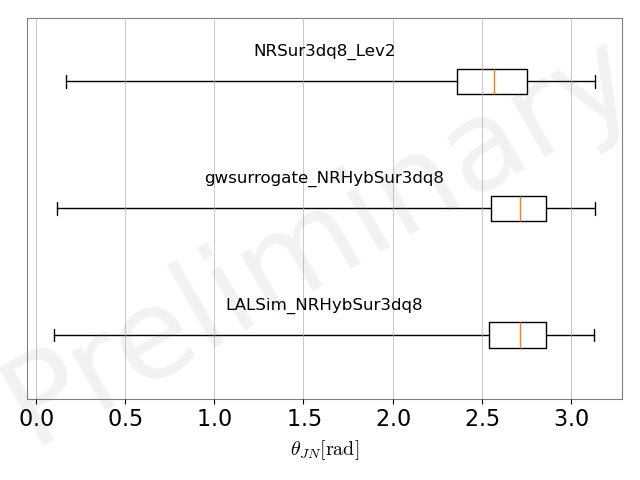 NRSur3dq8_Lev2
gwsurrogate_NRHybSur3dq8
LALSim_NRHybSur3dq8
Preliminary
0.0 0.5 1.0 1.5 2.0 2.5 3.0
θ_JN[rad]